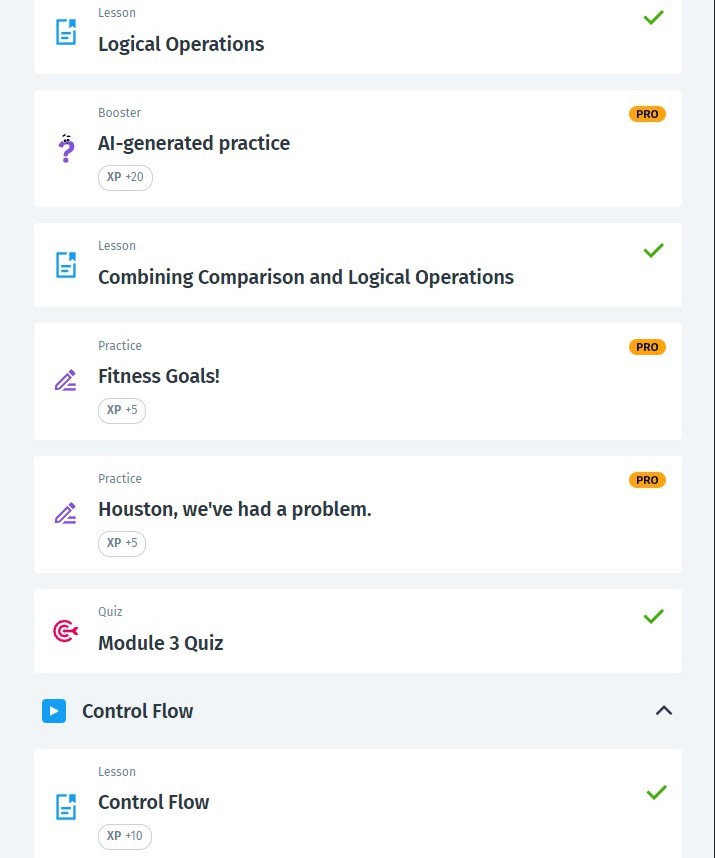 Lesson
Logical Operations
Booster
PRO
AI-generated practice
XP +20
Lesson
Combining Comparison and Logical Operations
Practice
PRO
Fitness Goals!
XP +5
Practice
PRO
Houston, we've had a problem.
XP +5
Quiz
Module 3 Quiz
Control Flow
Lesson
Control Flow
XP +10